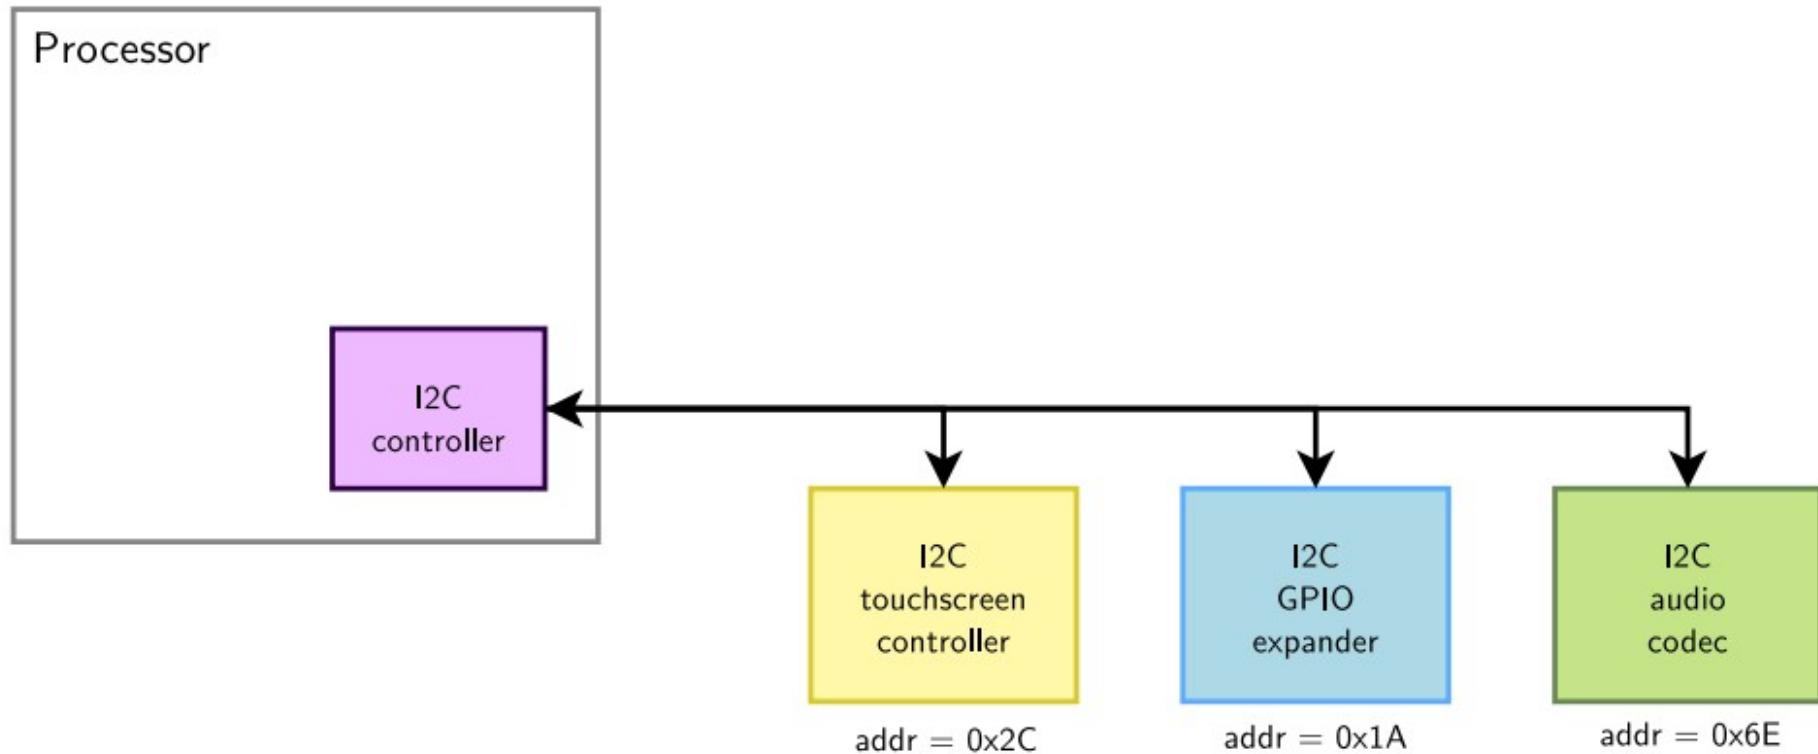 Processor
I2C
controller
I2C
touchscreen
controller
addr = 0x2C
I2C
GPIO
expander
addr = 0x1A
I2C
audio
codec
addr = 0x6E